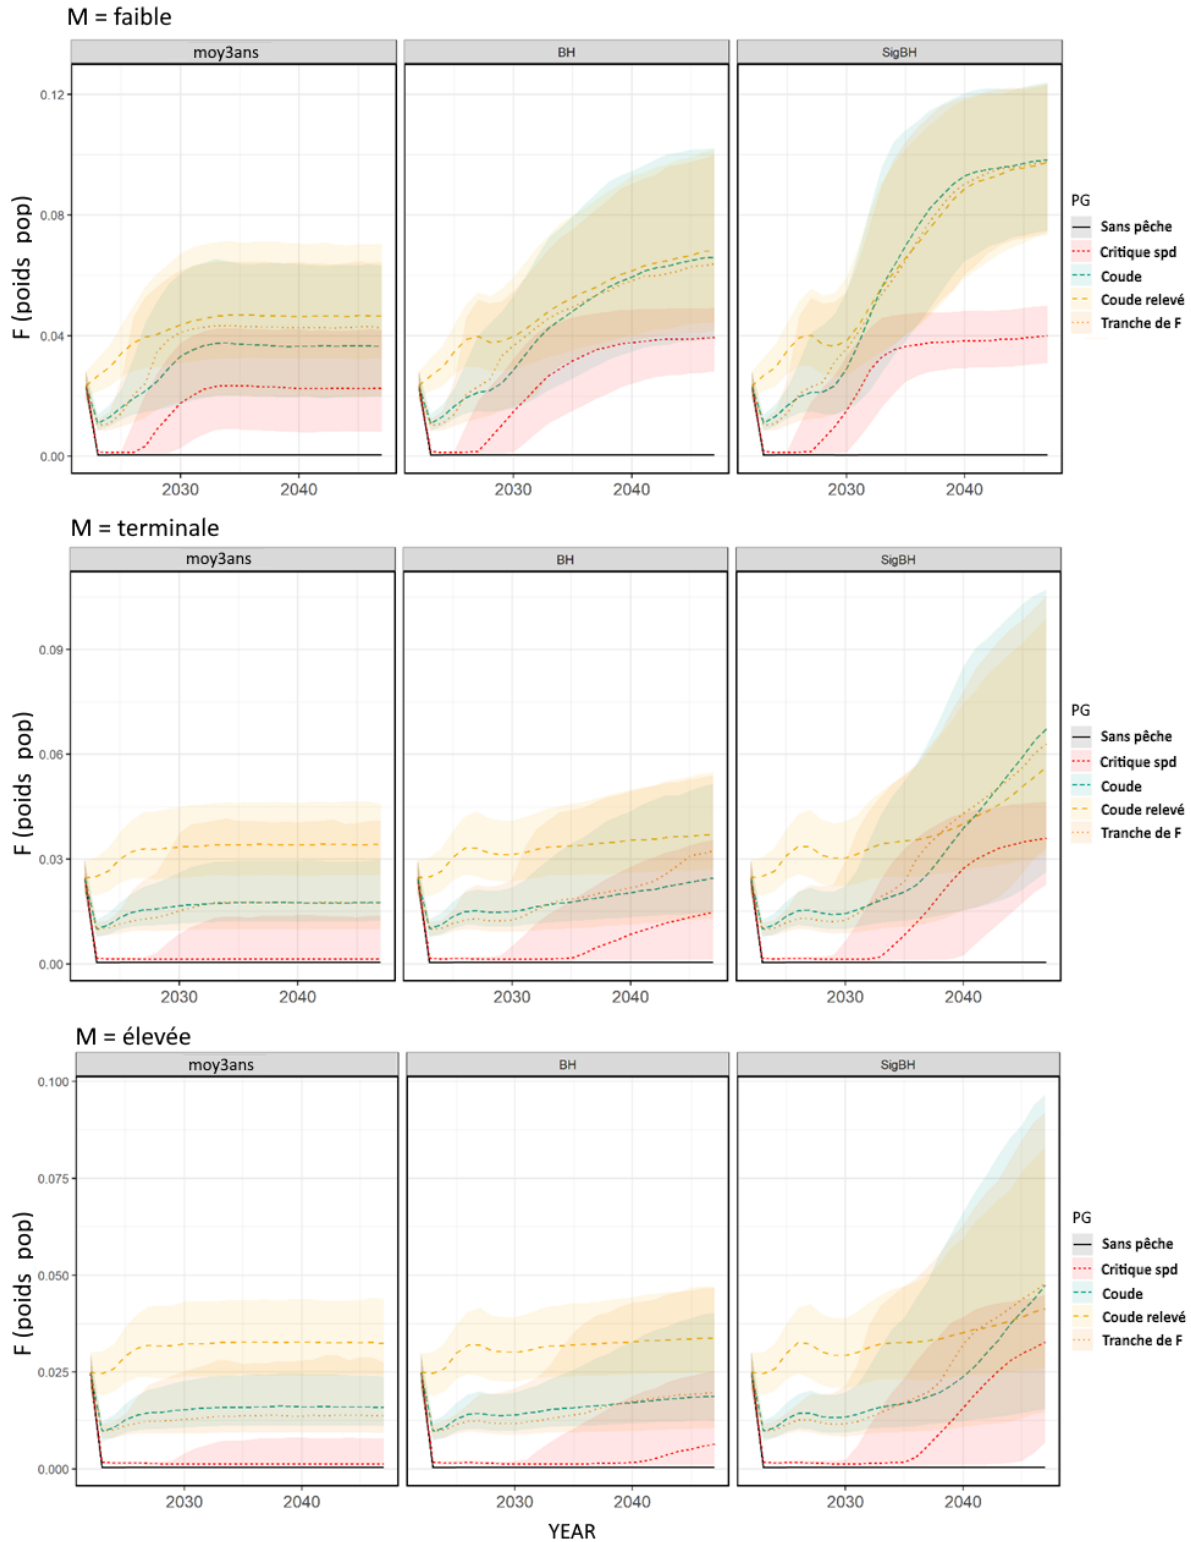 M = faible
moy3ans BH SigBH
0.12
0.08
0.04
0.00
F (poids pop)
2030 2040 2030 2040 2030 2040
PG
Sans pêche
Critique spd
Coude
Coude relevé
Tranche de F
M = terminale
moy3ans BH SigBH
0.09
0.06
0.03
0.00
F (poids pop)
2030 2040 2030 2040 2030 2040
PG
Sans pêche
Critique spd
Coude
Coude relevé
Tranche de F
M = élevée
moy3ans BH SigBH
0.100
0.075
0.050
0.025
0.000
F (poids pop)
2030 2040 2030 2040 2030 2040
YEAR
PG
Sans pêche
Critique spd
Coude
Coude relevé
Tranche de F